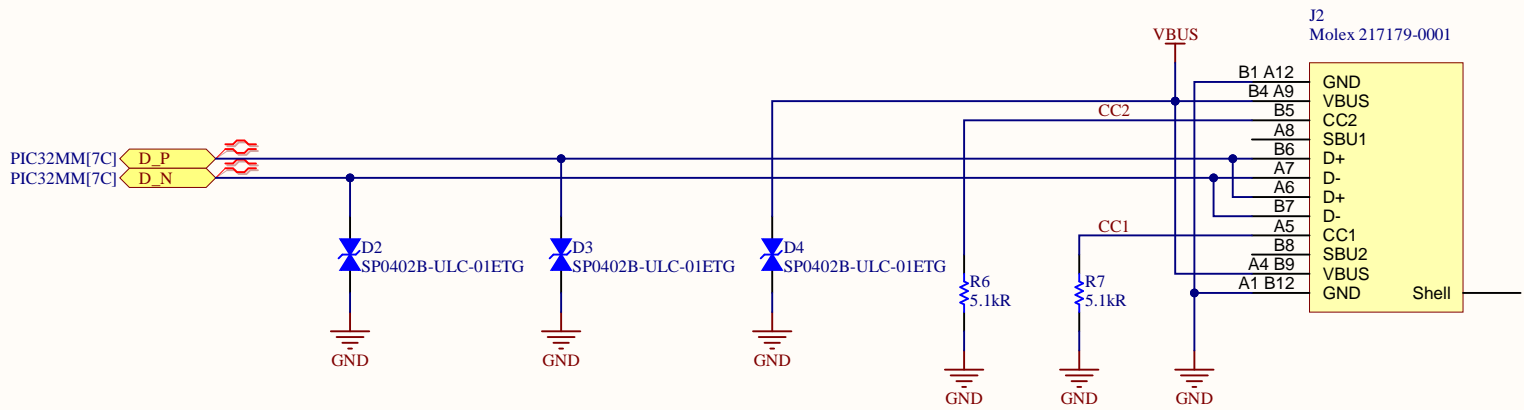 J2
Molex 217179-0001
VBUS
B1 A12 GND
B4 A9 VBUS
CC2 B5 CC2
A8 SBU1
PIC32MM[7C] D_P B6 D+
PIC32MM[7C] D_N A7 D-
A6 D+
B7 D-
CC1 A5 CC1
B8 SBU2
A4 B9 VBUS
A1 B12 GND Shell
D2
SP0402B-ULC-01ETG
D3
SP0402B-ULC-01ETG
D4
SP0402B-ULC-01ETG
R6
5.1kR
R7
5.1kR
GND
GND
GND
GND
GND
GND